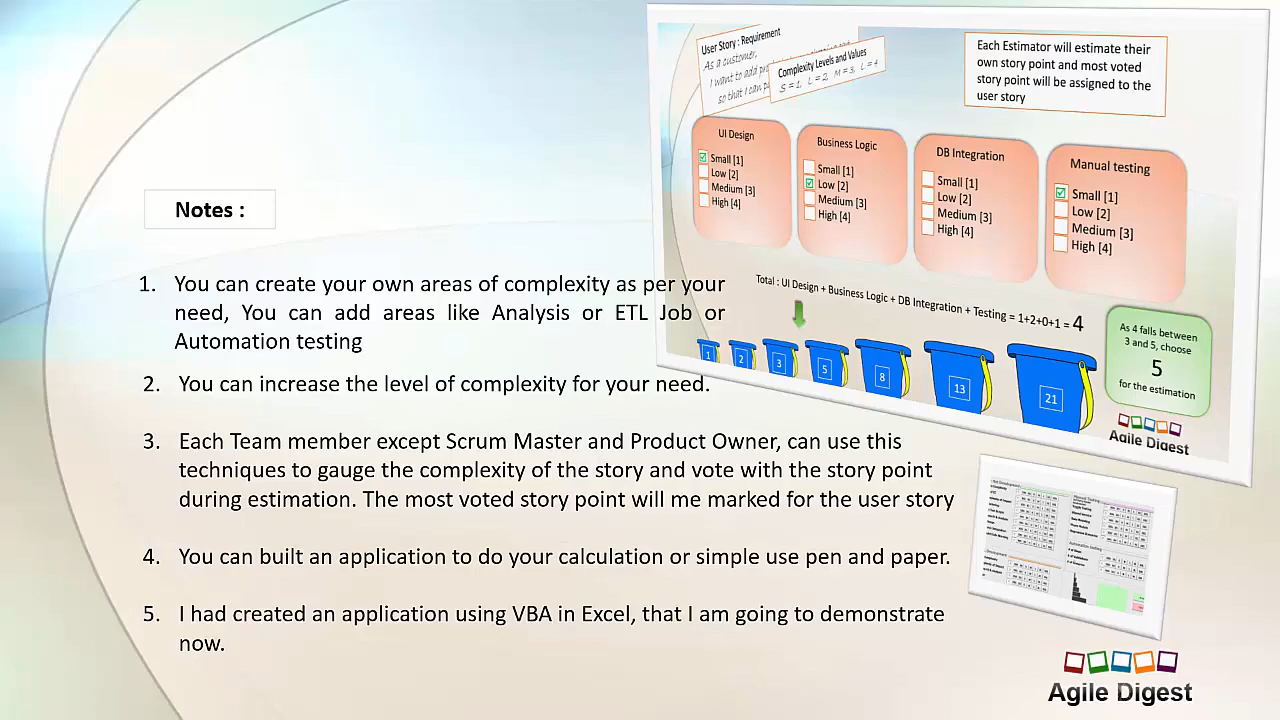 User Story : Requirement
As a customer,
I want to add
so that I can
Complexity Levels and Values
S=1, L=2, M=3, L=4
Each Estimator will estimate their
own story point and most voted
story point will be assigned to the
user story
UI Design
Small [1]
Low [2]
Medium [3]
High [4]
Business Logic
Small [1]
Low [2]
Medium [3]
High [4]
DB Integration
Small [1]
Low [2]
Medium [3]
High [4]
Manual testing
Small [1]
Low [2]
Medium [3]
High [4]
Total : UI Design + Business Logic + DB Integration + Testing = 1+2+0+1 = 4
1 2 3 5 8 13 21
As 4 falls between
3 and 5, choose
5
for the estimation
Agile Digest
Notes :
1. You can create your own areas of complexity as per your
need, You can add areas like Analysis or ETL Job or
Automation testing
2. You can increase the level of complexity for your need.
3. Each Team member except Scrum Master and Product Owner, can use this
techniques to gauge the complexity of the story and vote with the story point
during estimation. The most voted story point will me marked for the user story
4. You can built an application to do your calculation or simple use pen and paper.
5. I had created an application using VBA in Excel, that I am going to demonstrate
now.
Agile Digest